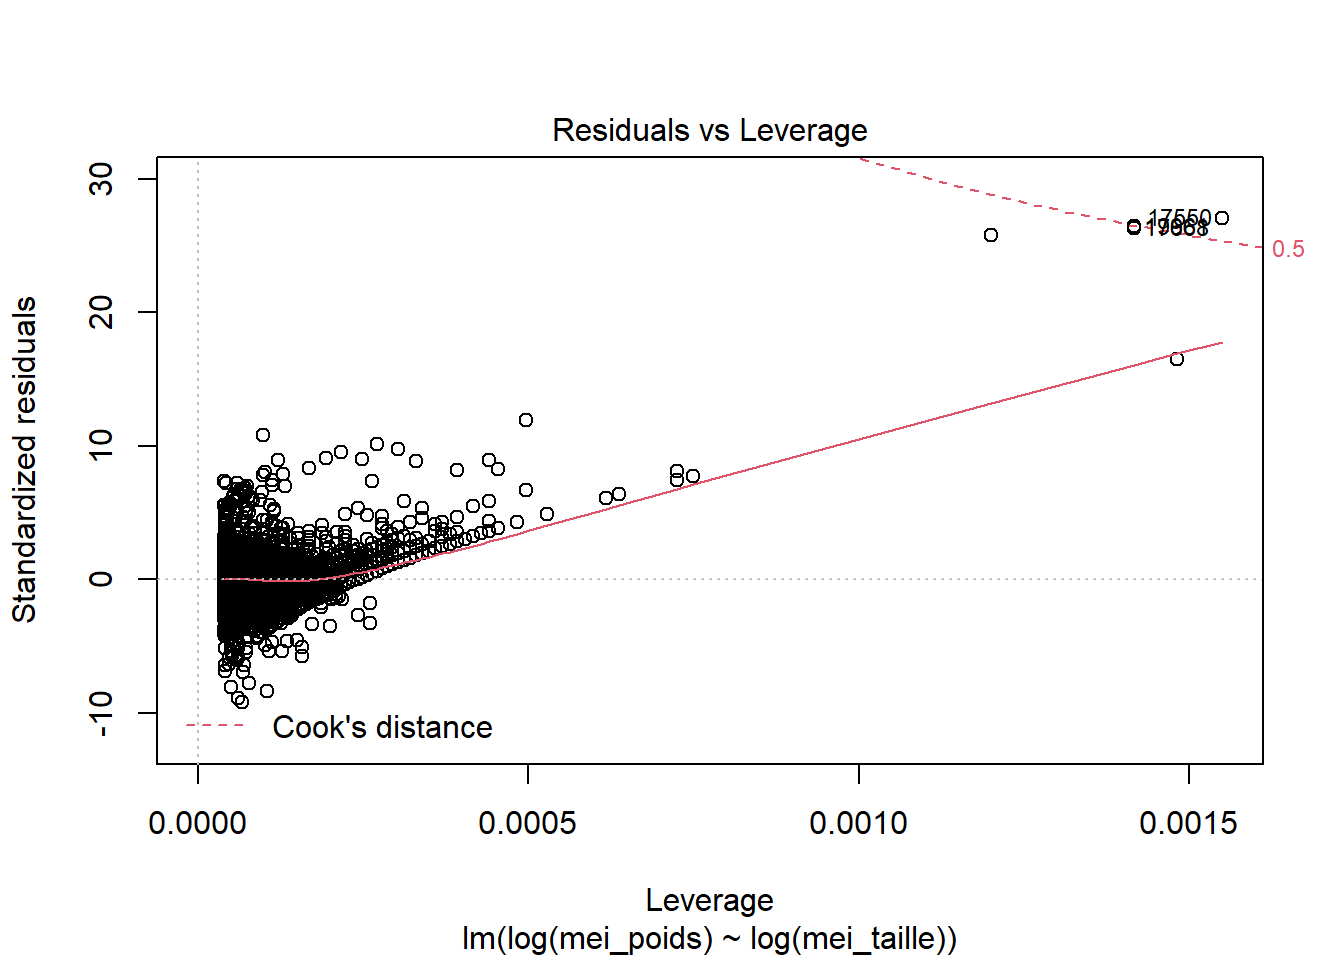 Residuals vs Leverage
Standardized residuals
30
20
10
0
-10
17550
0.5
Cook's distance
0.0000
0.0005
0.0010
0.0015
Leverage
lm(log(mei_poids) ~ log(mei_taille))